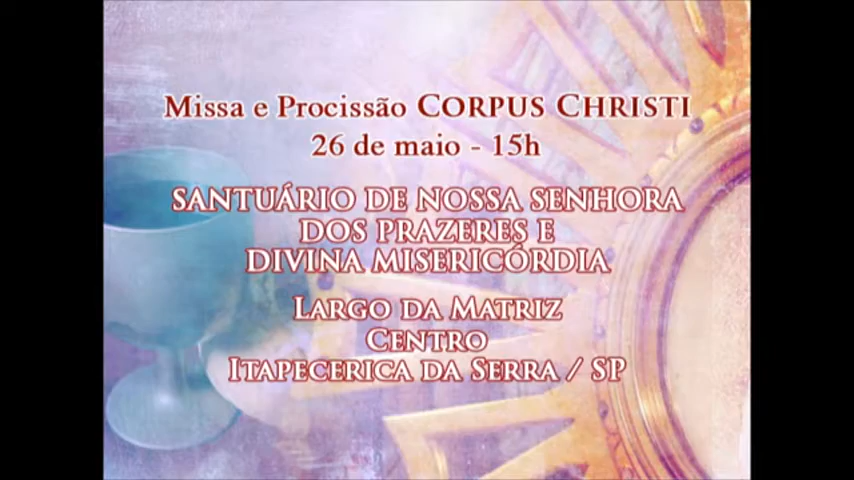 Missa e Procissão CORPUS CHRISTI
26 de maio - 15h
SANTUÁRIO DE NOSSA SENHORA
DOS PRAZERES E
DIVINA MISERICÓRDIA
LARGO DA MATRIZ
CENTRO
ITAPECERICA DA SERRA / SP